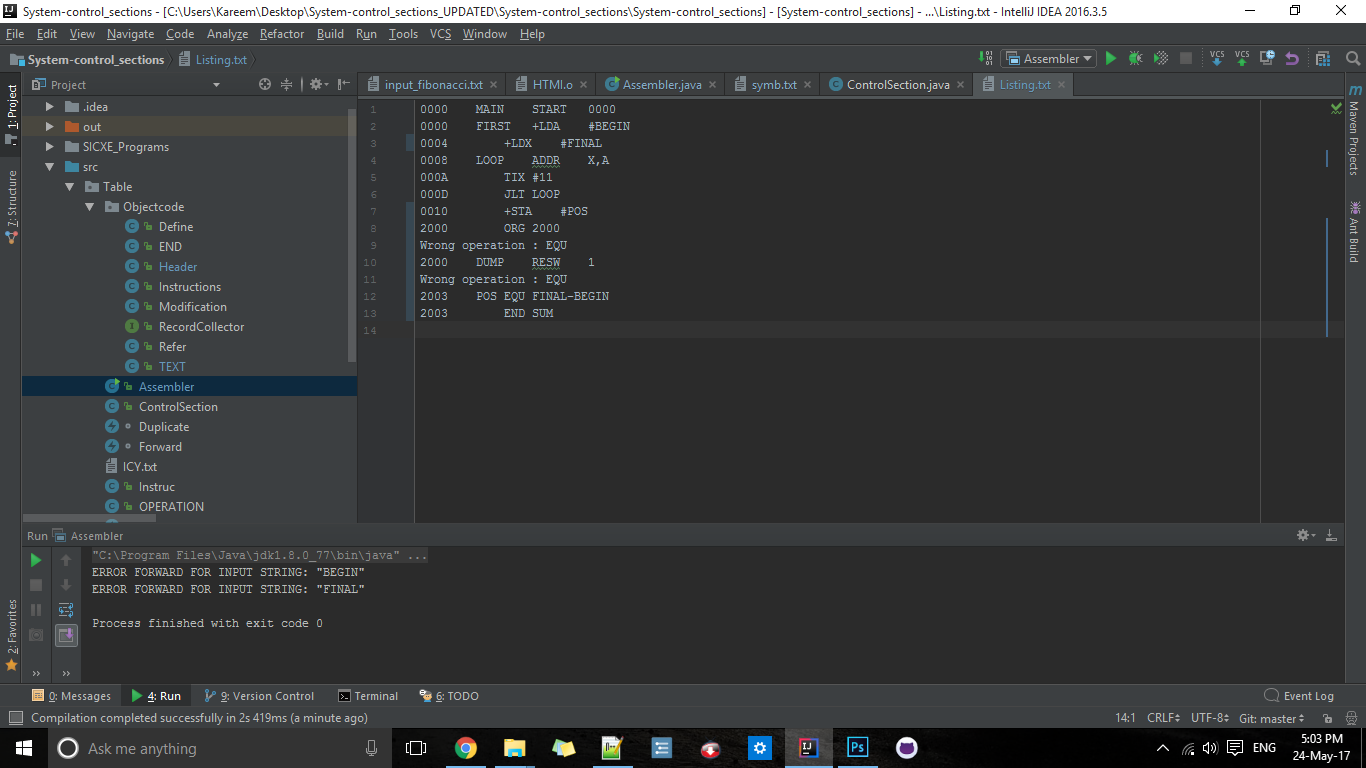 System-control_sections - [C:\Users\Kareem\Desktop\System-control_sections_UPDATED\System-control_sections\System-control_sections] - [System-control_sections] - ...\Listing.txt - IntelliJ IDEA 2016.3.5
File Edit View Navigate Code Analyze Refactor Build Run Tools VCS Window Help
System-control_sections Listing.txt Assembler VCS VCS
1: Project
7: Structure
2: Favorites
Project
.idea
out
SICXE_Programs
src
Table
Objectcode
Define
END
Header
Instructions
Modification
RecordCollector
Refer
TEXT
Assembler
ControlSection
Duplicate
Forward
ICY.txt
Instruc
OPERATION
input_fibonacci.txt HTMl.o Assembler.java symb.txt ControlSection.java Listing.txt
1 0000 MAIN START 0000
2 0000 FIRST +LDA #BEGIN
3 0004 +LDX #FINAL
4 0008 LOOP ADDR X,A
5 000A TIX #11
6 000D JLT LOOP
7 0010 +STA #POS
8 2000 ORG 2000
9 Wrong operation : EQU
10 2000 DUMP RESW 1
11 Wrong operation : EQU
12 2003 POS EQU FINAL-BEGIN
13 2003 END SUM
14
Maven Projects
Ant Build
Run Assembler
"C:\Program Files\Java\jdk1.8.0_77\bin\java" ...
ERROR FORWARD FOR INPUT STRING: "BEGIN"
ERROR FORWARD FOR INPUT STRING: "FINAL"
Process finished with exit code 0
0: Messages 4: Run 9: Version Control Terminal 6: TODO Event Log
Compilation completed successfully in 2s 419ms (a minute ago) 14:1 CRLF UTF-8 Git: master
Ask me anything ENG 5:03 PM
24-May-17